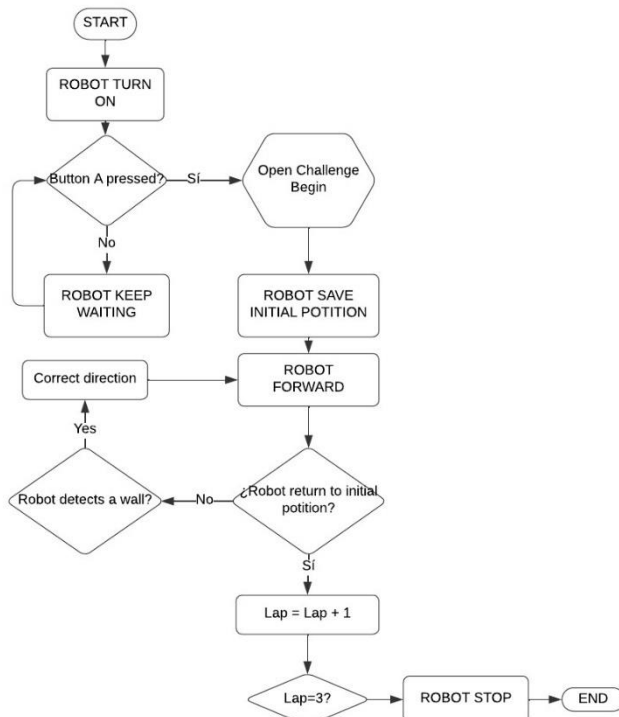 START
ROBOT TURN
ON
Button A pressed?
Sí
Open Challenge
Begin
No
ROBOT KEEP
WAITING
ROBOT SAVE
INITIAL POTITION
Correct direction
ROBOT
FORWARD
Yes
Robot detects a wall?
No
¿Robot return to initial
potition?
Sí
Lap = Lap + 1
Lap=3?
ROBOT STOP
END